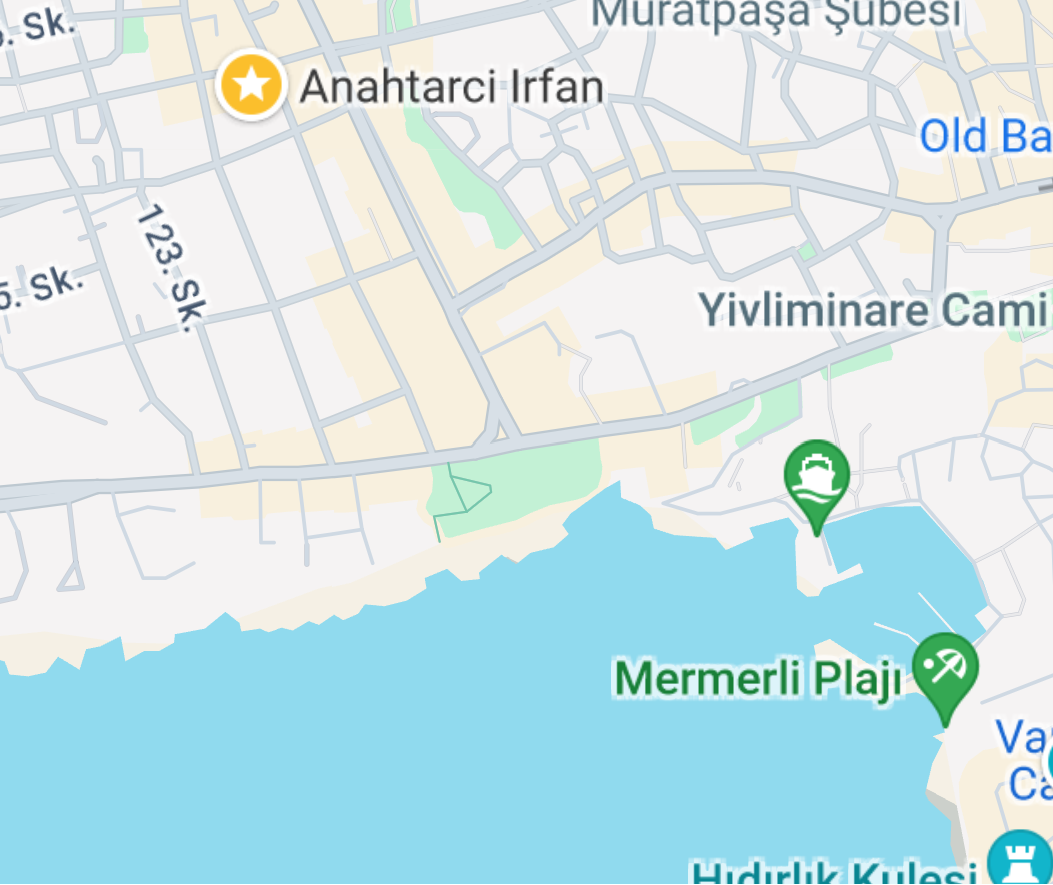 Sk.
Muratpaşa Şubesi
Anahtarci Irfan
Old Ba
123. Sk.
5. Sk.
Yivliminare Cami
Mermerli Plajı
Va
Ca
Hıdırlık Kulesi